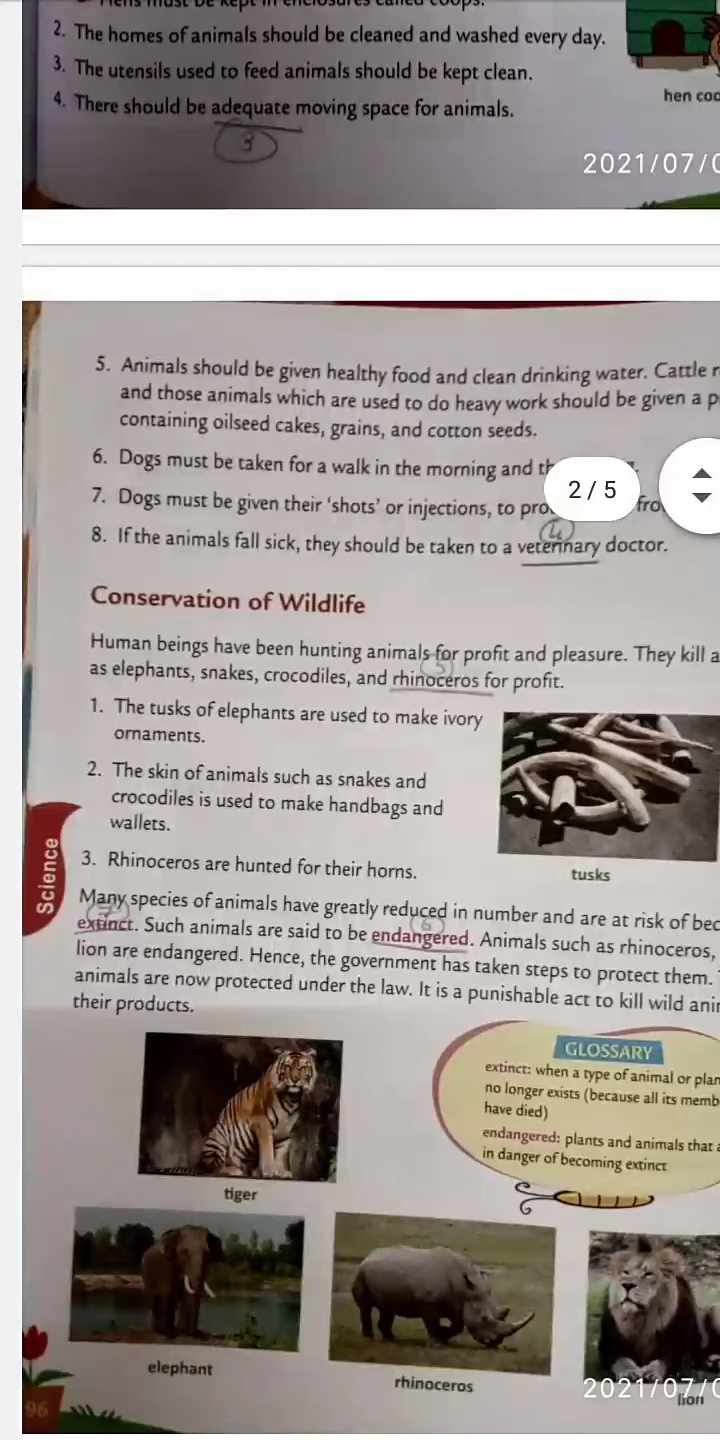 2. The homes of animals should be cleaned and washed every day.
3. The utensils used to feed animals should be kept clean.
4. There should be adequate moving space for animals.
3
hen
2021/07/0
5. Animals should be given healthy food and clean drinking water. Cattle
and those animals which are used to do heavy work should be given a
containing oilseed cakes, grains, and cotton seeds.
6. Dogs must be taken for a walk in the morning and
2/5
7. Dogs must be given their 'shots' or injections, to
4
8. If the animals fall sick, they should be taken to a veterinary doctor.
Conservation of Wildlife
Human beings have been hunting animals for profit and pleasure. They kill
5
as elephants, snakes, crocodiles, and rhinoceros for profit.
1. The tusks of elephants are used to make ivory
ornaments.
2. The skin of animals such as snakes and
crocodiles is used to make handbags and
wallets.
3. Rhinoceros are hunted for their horns.
tusks
Science
Many species of animals have greatly reduced in number and are at risk of
7
6
extinct. Such animals are said to be endangered. Animals such as rhinoceros,
lion are endangered. Hence, the government has taken steps to protect them.
animals are now protected under the law. It is a punishable act to kill wild
their products.
GLOSSARY
extinct: when a type of animal or
no longer exists (because all its
have died)
endangered: plants and animals that
in danger of becoming extinct
tiger
elephant
rhinoceros
2021/07/0
lion
96